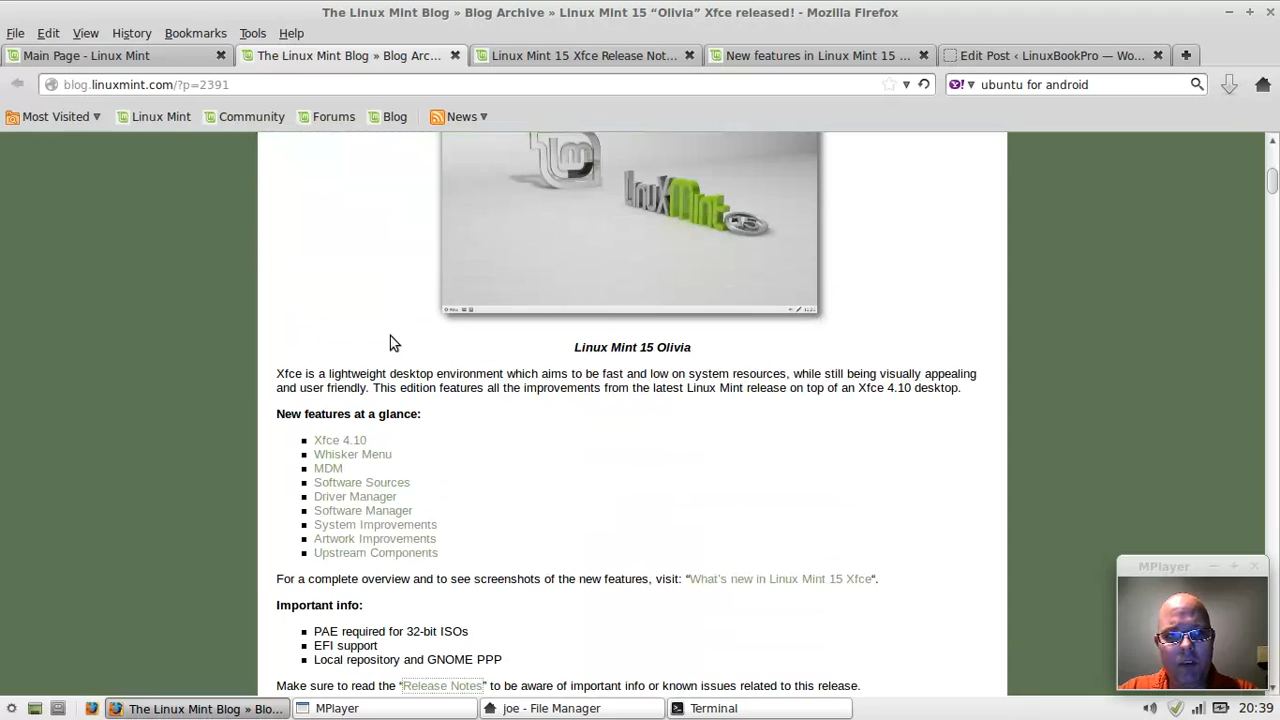 The Linux Mint Blog » Blog Archive » Linux Mint 15 “Olivia” Xfce released! - Mozilla Firefox
File Edit View History Bookmarks Tools Help
Main Page - Linux Mint
The Linux Mint Blog » Blog Arc...
Linux Mint 15 Xfce Release Not...
New features in Linux Mint 15 ...
Edit Post ‹ LinuxBookPro — Wo...
blog.linuxmint.com/?p=2391
ubuntu for android
Most Visited Linux Mint Community Forums Blog News
LinuxMint 15
Linux Mint 15 Olivia
Xfce is a lightweight desktop environment which aims to be fast and low on system resources, while still being visually appealing
and user friendly. This edition features all the improvements from the latest Linux Mint release on top of an Xfce 4.10 desktop.
New features at a glance:
Xfce 4.10
Whisker Menu
MDM
Software Sources
Driver Manager
Software Manager
System Improvements
Artwork Improvements
Upstream Components
For a complete overview and to see screenshots of the new features, visit: “What’s new in Linux Mint 15 Xfce“.
Important info:
PAE required for 32-bit ISOs
EFI support
Local repository and GNOME PPP
Make sure to read the “Release Notes” to be aware of important info or known issues related to this release.
MPlayer
The Linux Mint Blog » Blo...
MPlayer
joe - File Manager
Terminal
20:39